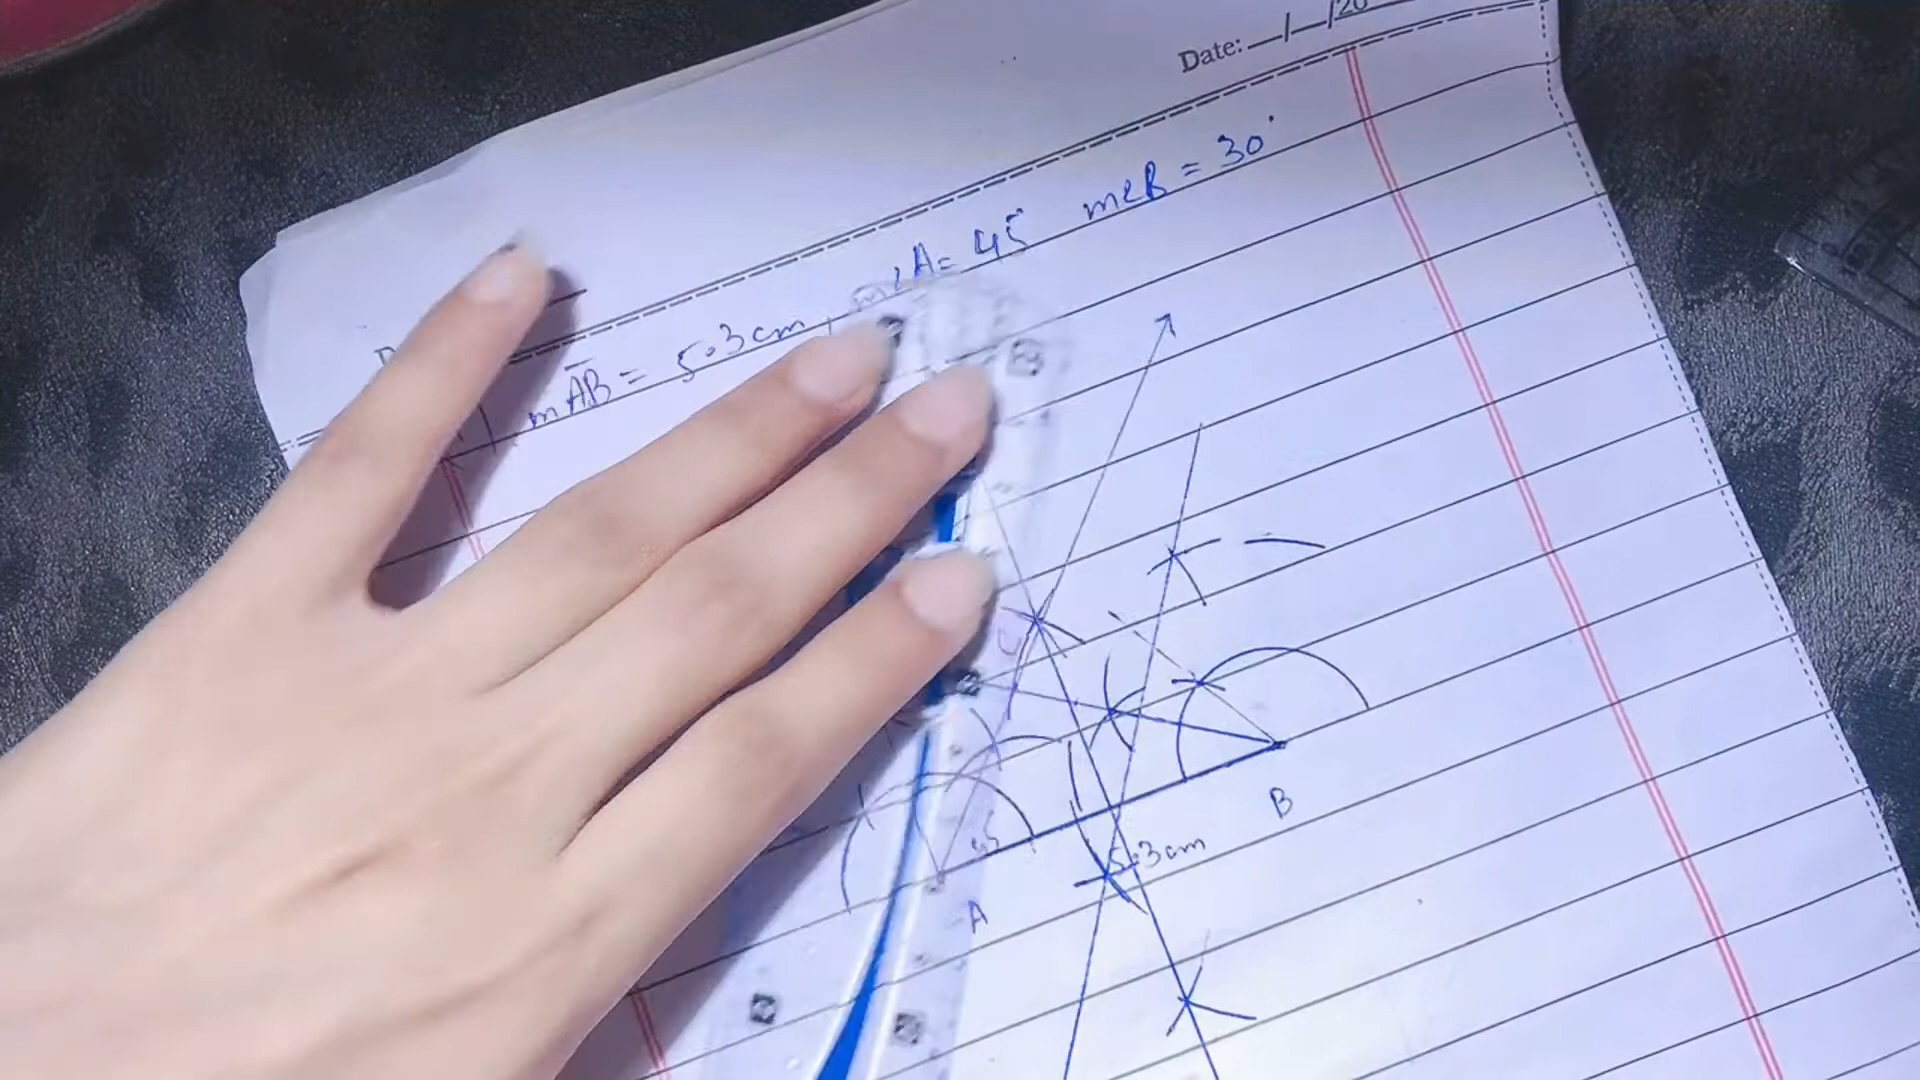 Date: __/__/20
mAB = 5.3cm, m∠A = 45 m∠B = 30°
C
45
B
5.3cm
A